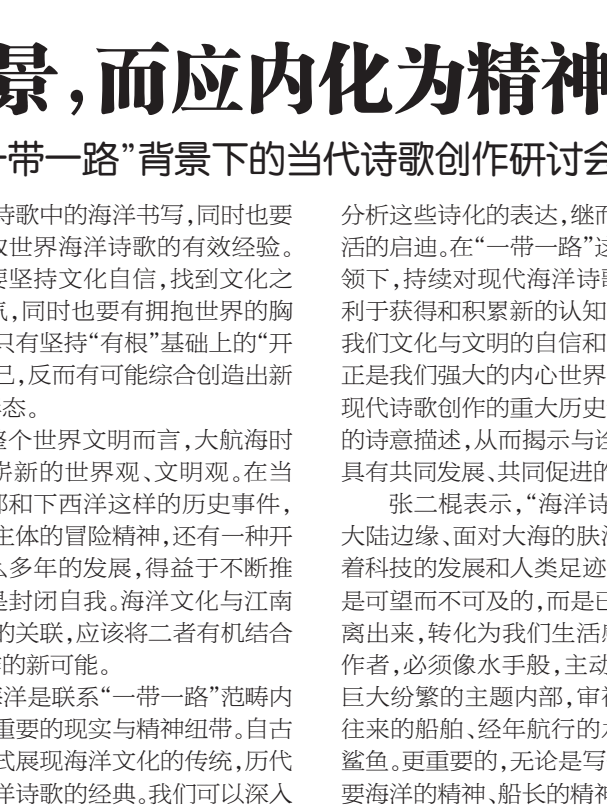 景，而应内化为精神
一带一路”背景下的当代诗歌创作研讨会
诗歌中的海洋书写，同时也要
世界海洋诗歌的有效经验。
要坚持文化自信，找到文化之
气，同时也要有拥抱世界的胸
只有坚持“有根”基础上的“开
己，反而有可能综合创造出新
态。
整个世界文明而言，大航海时
崭新的世界观、文明观。在当
郑和下西洋这样的历史事件，
主体的冒险精神，还有一种开
么多年的发展，得益于不断推
是封闭自我。海洋文化与江南
的关联，应该将二者有机结合
的新可能。
海洋是联系“一带一路”范畴内
重要的现实与精神纽带。自古
式展现海洋文化的传统，历代
洋诗歌的经典。我们可以深入
分析这些诗化的表达，继而
活的启迪。在“一带一路”这
领下，持续对现代海洋诗歌
利于获得和积累新的认知
我们文化与文明的自信和
正是我们强大的内心世界
现代诗歌创作的重大历史
的诗意描述，从而揭示与诠
具有共同发展、共同促进的
张二棍表示，“海洋诗
大陆边缘、面对大海的肤浅
着科技的发展和人类足迹
是可望而不可及的，而是已
离出来，转化为我们生活感
作者，必须像水手般，主动
巨大纷繁的主题内部，审视
往来的船舶、经年航行的水
鲨鱼。更重要的，无论是写
要海洋的精神、船长的精神